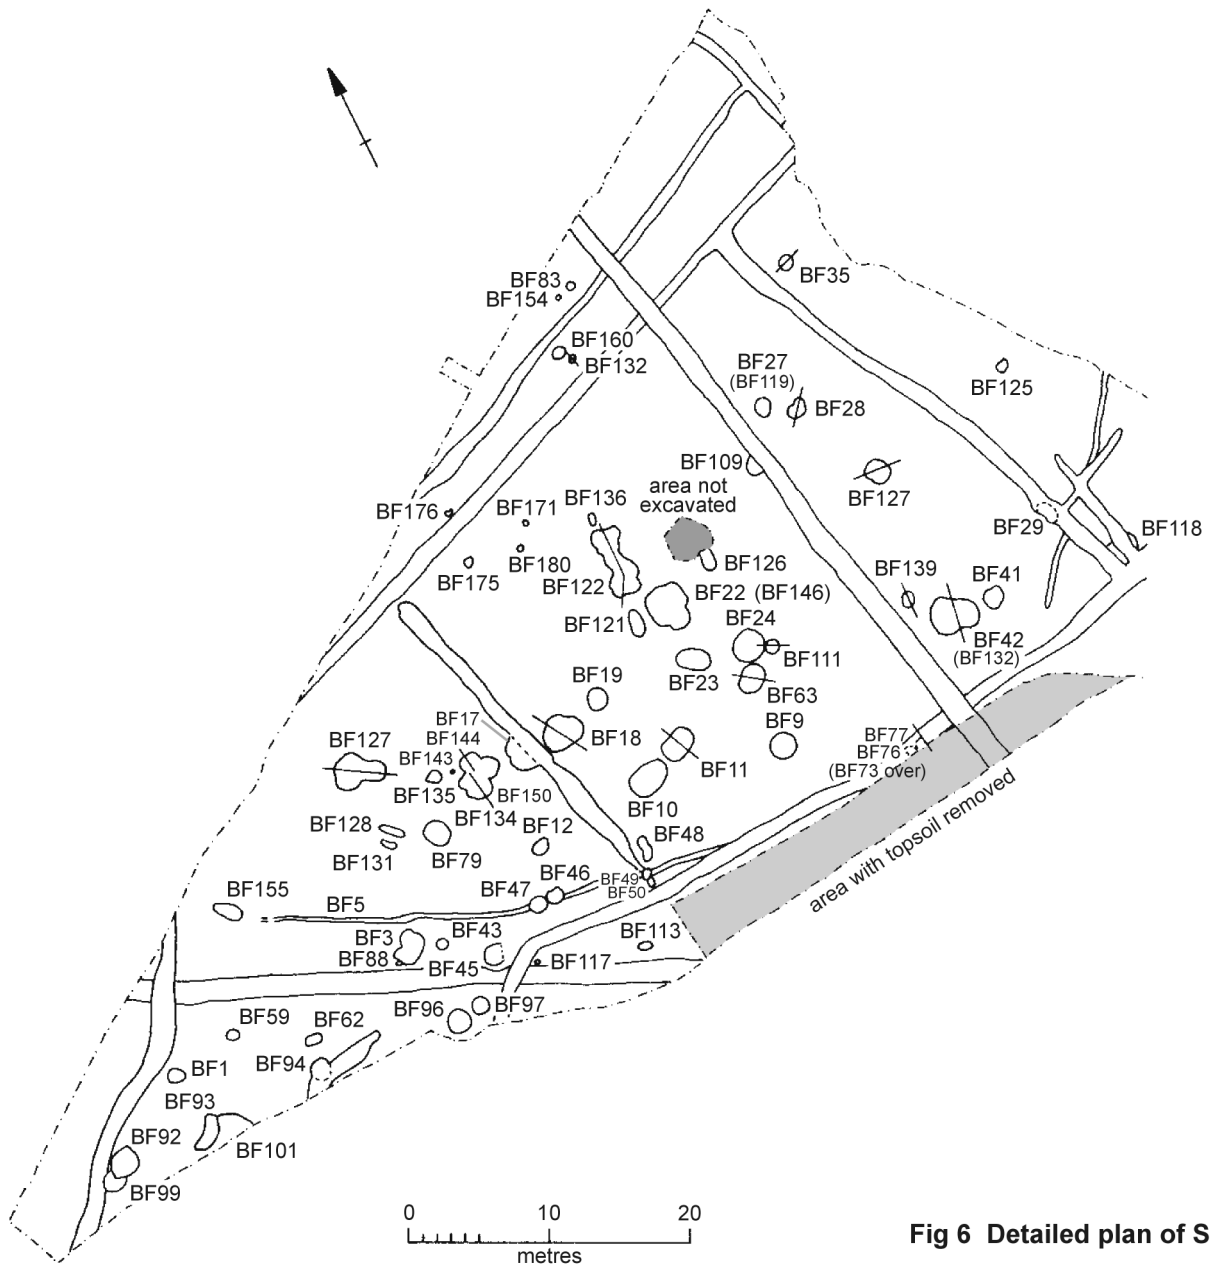 BF35
BF83
BF154
BF160
BF132
BF27
(BF119)
BF28
BF125
BF109
area not
excavated
BF127
BF176
BF171
BF136
BF29
BF118
BF180
BF175
BF122
BF126
BF139
BF41
BF22 (BF146)
BF121
BF24
BF42
(BF132)
BF111
BF23
BF63
BF19
BF9
BF17
BF18
BF77
BF76
(BF73 over)
BF127
BF144
BF143
BF11
BF135
BF150
BF10
BF134
area with topsoil removed
BF128
BF12
BF48
BF131
BF79
BF46
BF49
BF50
BF47
BF155
BF5
BF3
BF43
BF113
BF88
BF45
BF117
BF96
BF97
BF59
BF62
BF94
BF1
BF93
BF92
BF101
BF99
0 10 20
metres
Fig 6 Detailed plan of S